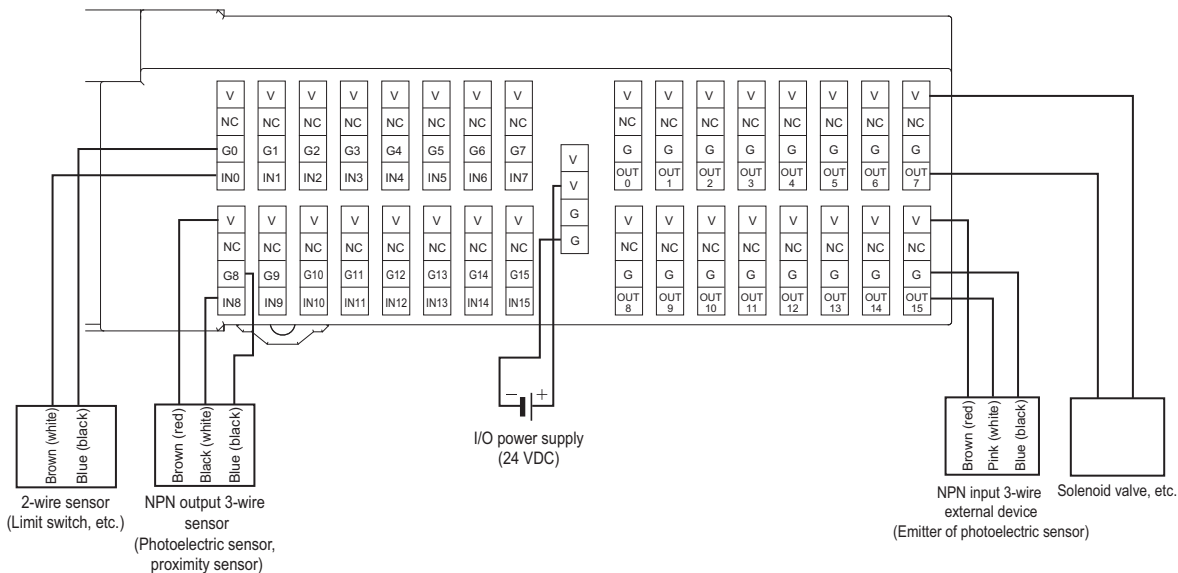 V V V V V V V V V V V V V V V V
NC NC NC NC NC NC NC NC NC NC NC NC NC NC NC NC
G0 G1 G2 G3 G4 G5 G6 G7 G G G G G G G G
IN0 IN1 IN2 IN3 IN4 IN5 IN6 IN7 OUT 0 OUT 1 OUT 2 OUT 3 OUT 4 OUT 5 OUT 6 OUT 7
V
V
G
G
V V V V V V V V V V V V V V V V
NC NC NC NC NC NC NC NC NC NC NC NC NC NC NC NC
G8 G9 G10 G11 G12 G13 G14 G15 G G G G G G G G
IN8 IN9 IN10 IN11 IN12 IN13 IN14 IN15 OUT 8 OUT 9 OUT 10 OUT 11 OUT 12 OUT 13 OUT 14 OUT 15
Brown (white)
Blue (black)
2-wire sensor
(Limit switch, etc.)
Brown (red)
Black (white)
Blue (black)
NPN output 3-wire
sensor
(Photoelectric sensor,
proximity sensor)
− +
I/O power supply
(24 VDC)
Brown (red)
Pink (white)
Blue (black)
NPN input 3-wire
external device
(Emitter of photoelectric sensor)
Solenoid valve, etc.